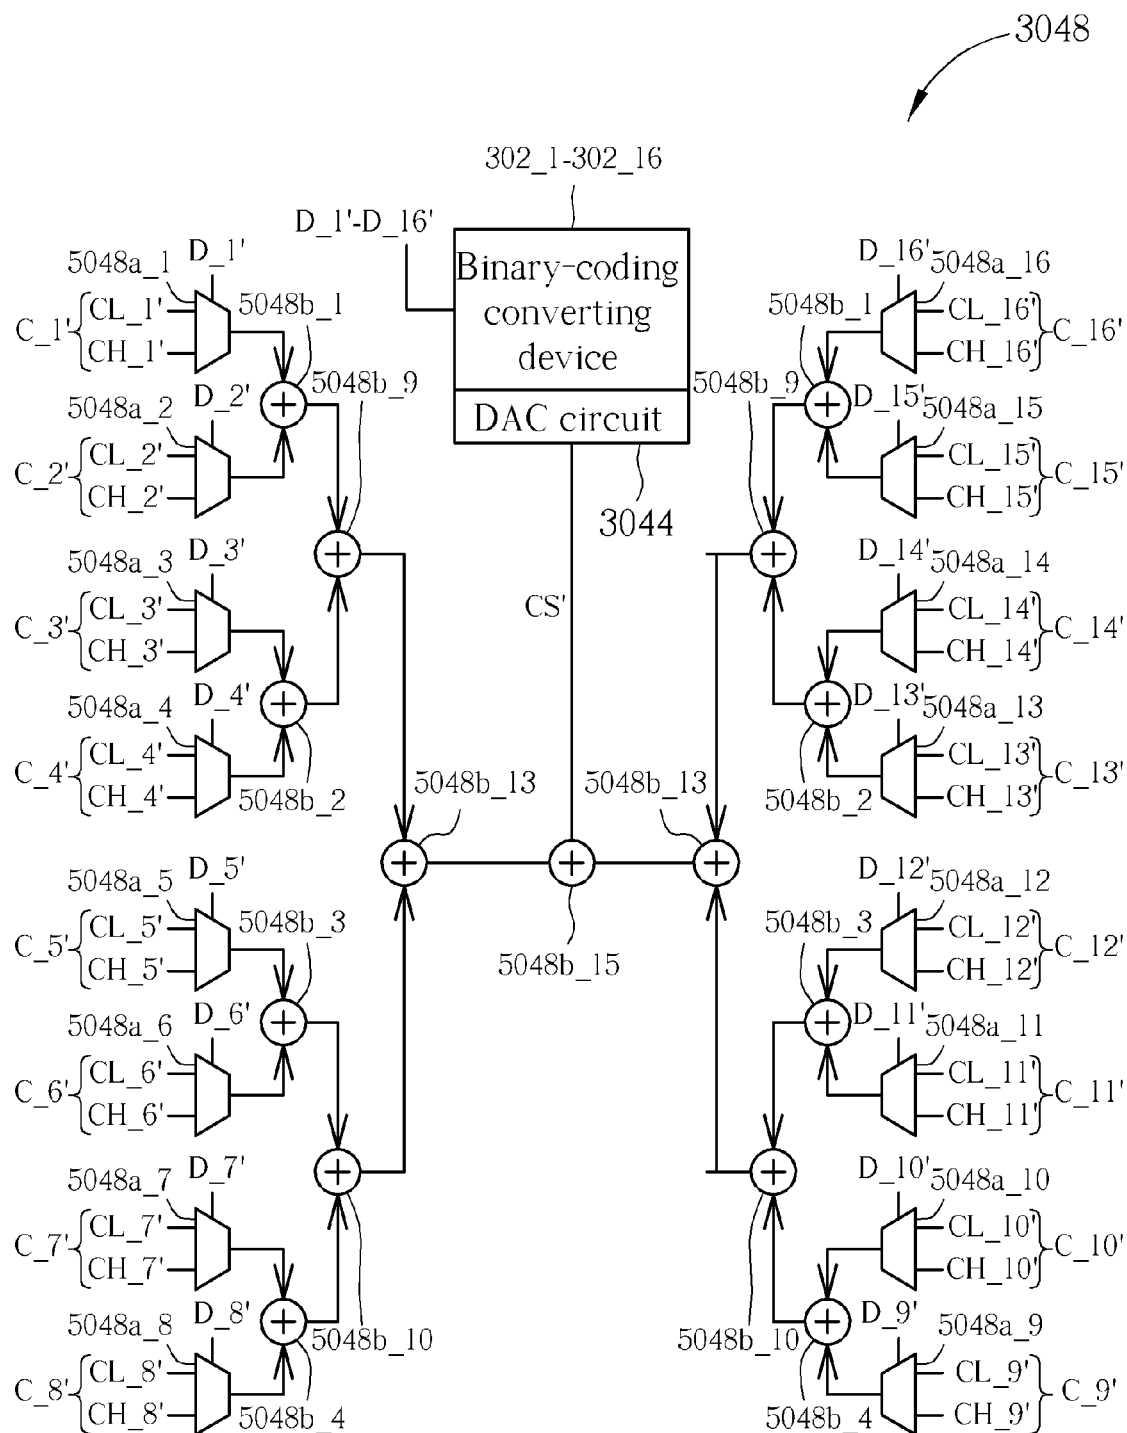 3048
302_1-302_16
D_1'-D_16'
Binary-coding
converting
device
DAC circuit
3044
CS'
D_1'
5048a_1
CL_1'
C_1'
CH_1'
5048b_1
D_2'
5048a_2
CL_2'
C_2'
CH_2'
5048b_9
D_3'
5048a_3
CL_3'
C_3'
CH_3'
D_4'
5048a_4
CL_4'
C_4'
CH_4'
5048b_2
5048b_13
D_5'
5048a_5
CL_5'
C_5'
CH_5'
5048b_3
D_6'
5048a_6
CL_6'
C_6'
CH_6'
D_7'
5048a_7
CL_7'
C_7'
CH_7'
D_8'
5048a_8
CL_8'
C_8'
CH_8'
5048b_10
5048b_4
5048b_15
D_16'
5048a_16
CL_16'
C_16'
CH_16'
5048b_1
5048b_9
D_15'
5048a_15
CL_15'
C_15'
CH_15'
D_14'
5048a_14
CL_14'
C_14'
CH_14'
D_13'
5048a_13
CL_13'
C_13'
CH_13'
5048b_2
5048b_13
D_12'
5048a_12
CL_12'
C_12'
CH_12'
5048b_3
D_11'
5048a_11
CL_11'
C_11'
CH_11'
D_10'
5048a_10
CL_10'
C_10'
CH_10'
D_9'
5048a_9
CL_9'
C_9'
CH_9'
5048b_10
5048b_4